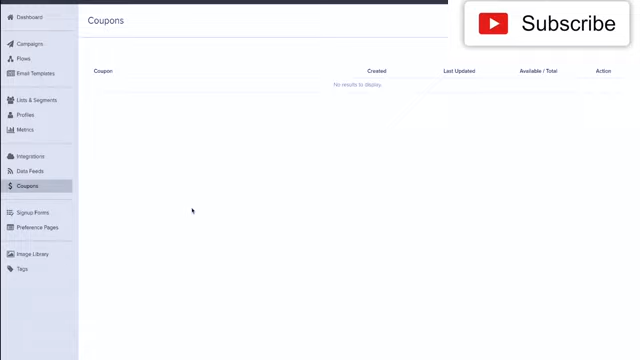 Dashboard
Campaigns
Flows
Email Templates
Lists & Segments
Profiles
Metrics
Integrations
Data Feeds
Coupons
Signup Forms
Preference Pages
Image Library
Tags
Coupons
Subscribe
Coupon Created Last Updated Available / Total Action
No results to display.